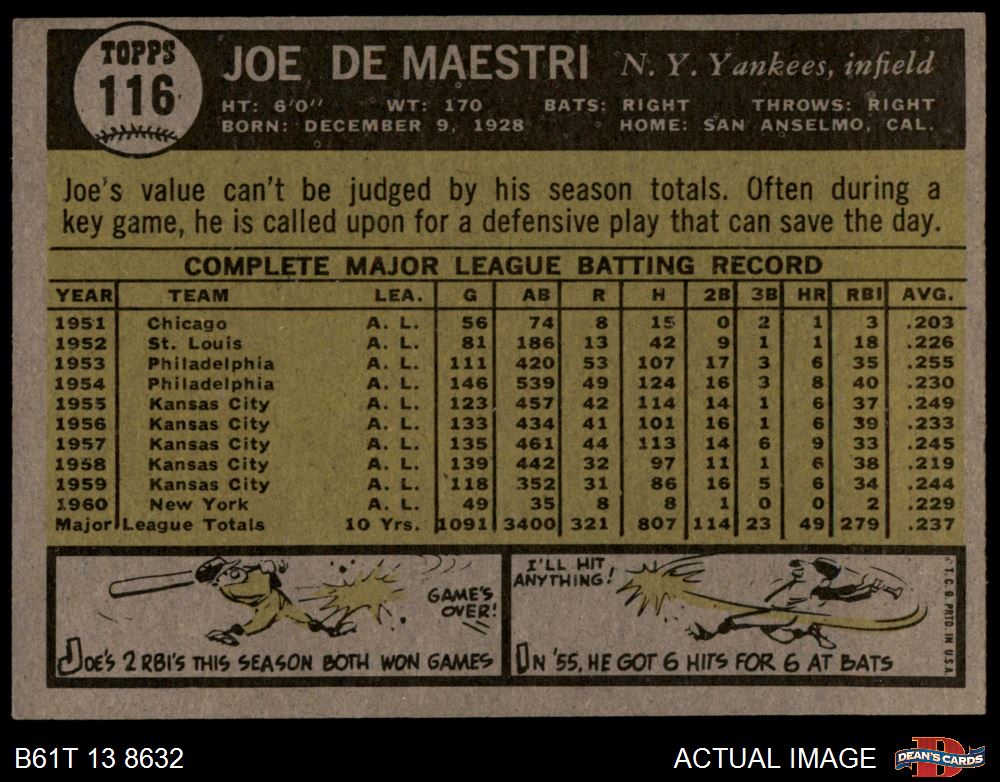 TOPPS
116
JOE DE MAESTRI N. Y. Yankees, infield
HT: 6'0" WT: 170 BATS: RIGHT THROWS: RIGHT
BORN: DECEMBER 9, 1928 HOME: SAN ANSELMO, CAL.
Joe's value can't be judged by his season totals. Often during a
key game, he is called upon for a defensive play that can save the day.
COMPLETE MAJOR LEAGUE BATTING RECORD
YEAR TEAM LEA. G AB R H 2B 3B HR RBI AVG.
1951 Chicago A. L. 56 74 8 15 0 2 1 3 .203
1952 St. Louis A. L. 81 186 13 42 9 1 1 18 .226
1953 Philadelphia A. L. 111 420 53 107 17 3 6 35 .255
1954 Philadelphia A. L. 146 539 49 124 16 3 8 40 .230
1955 Kansas City A. L. 123 457 42 114 14 1 6 37 .249
1956 Kansas City A. L. 133 434 41 101 16 1 6 39 .233
1957 Kansas City A. L. 135 461 44 113 14 6 9 33 .245
1958 Kansas City A. L. 139 442 32 97 11 1 6 38 .219
1959 Kansas City A. L. 118 352 31 86 16 5 6 34 .244
1960 New York A. L. 49 35 8 8 1 0 0 2 .229
Major League Totals 10 Yrs. 1091 3400 321 807 114 23 49 279 .237
GAME'S
OVER!
JOE'S 2 RBI'S THIS SEASON BOTH WON GAMES
I'LL HIT
ANYTHING!
IN '55, HE GOT 6 HITS FOR 6 AT BATS
© T. C. G. PRTD. IN U.S.A.
B61T 13 8632
ACTUAL IMAGE
D
DEAN'S CARDS